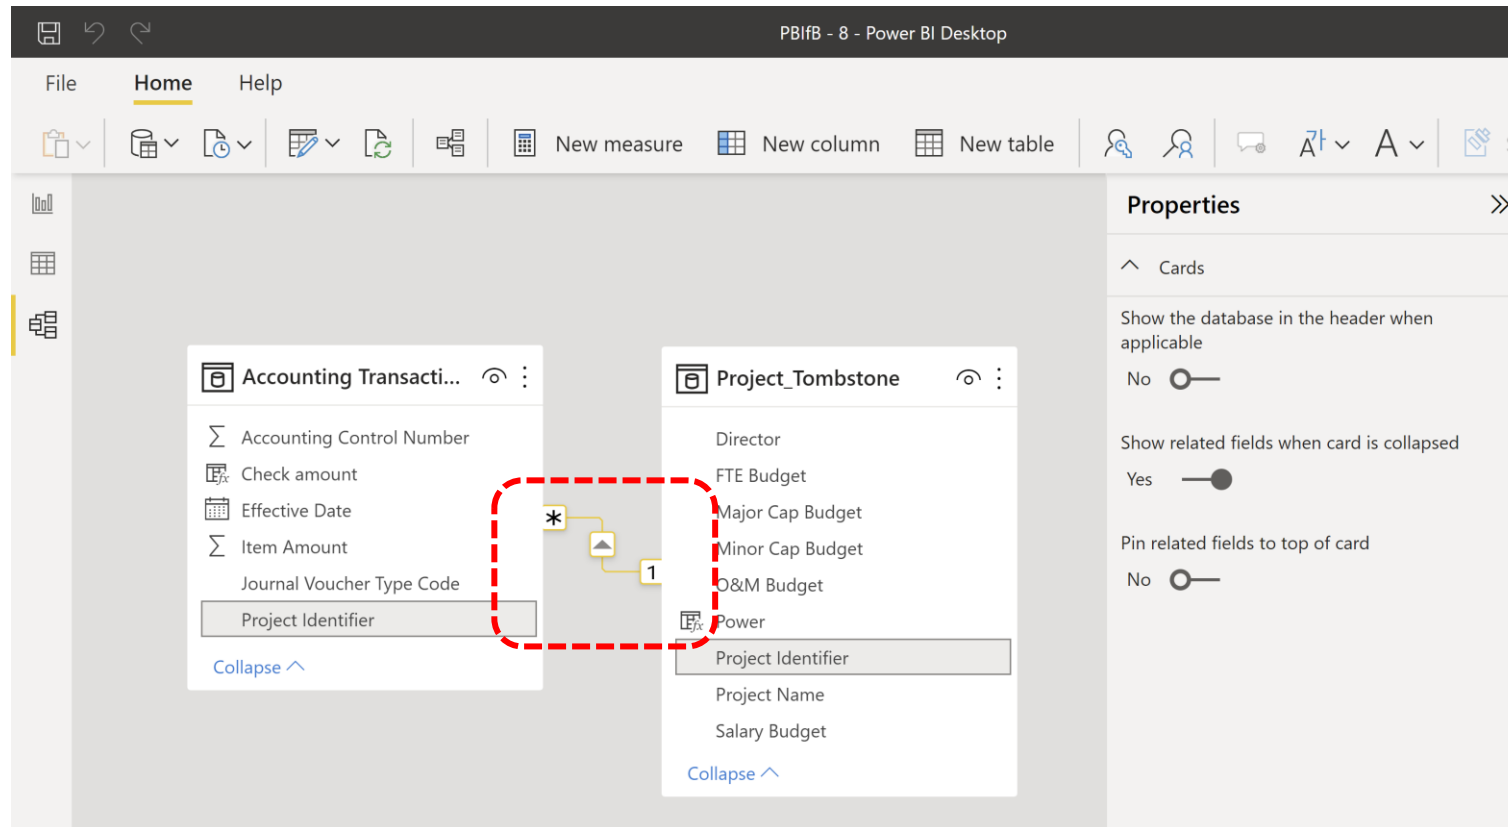 PBIfB - 8 - Power BI Desktop
File Home Help
New measure New column New table
Properties
Cards
Show the database in the header when
applicable
No
Show related fields when card is collapsed
Yes
Pin related fields to top of card
No
Accounting Transacti...
Accounting Control Number
Check amount
Effective Date
Item Amount
Journal Voucher Type Code
Project Identifier
Collapse
*
1
Project_Tombstone
Director
FTE Budget
Major Cap Budget
Minor Cap Budget
O&M Budget
Power
Project Identifier
Project Name
Salary Budget
Collapse